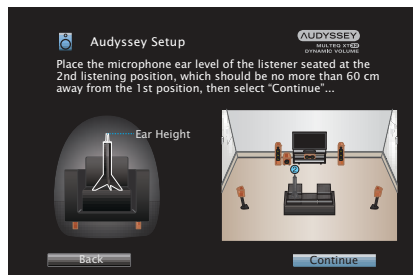 Audyssey Setup
AUDYSSEY
MULTEQ XT32
DYNAMIC VOLUME
Place the microphone ear level of the listener seated at the
2nd listening position, which should be no more than 60 cm
away from the 1st position, then select “Continue”...
Ear Height
2
Back
Continue